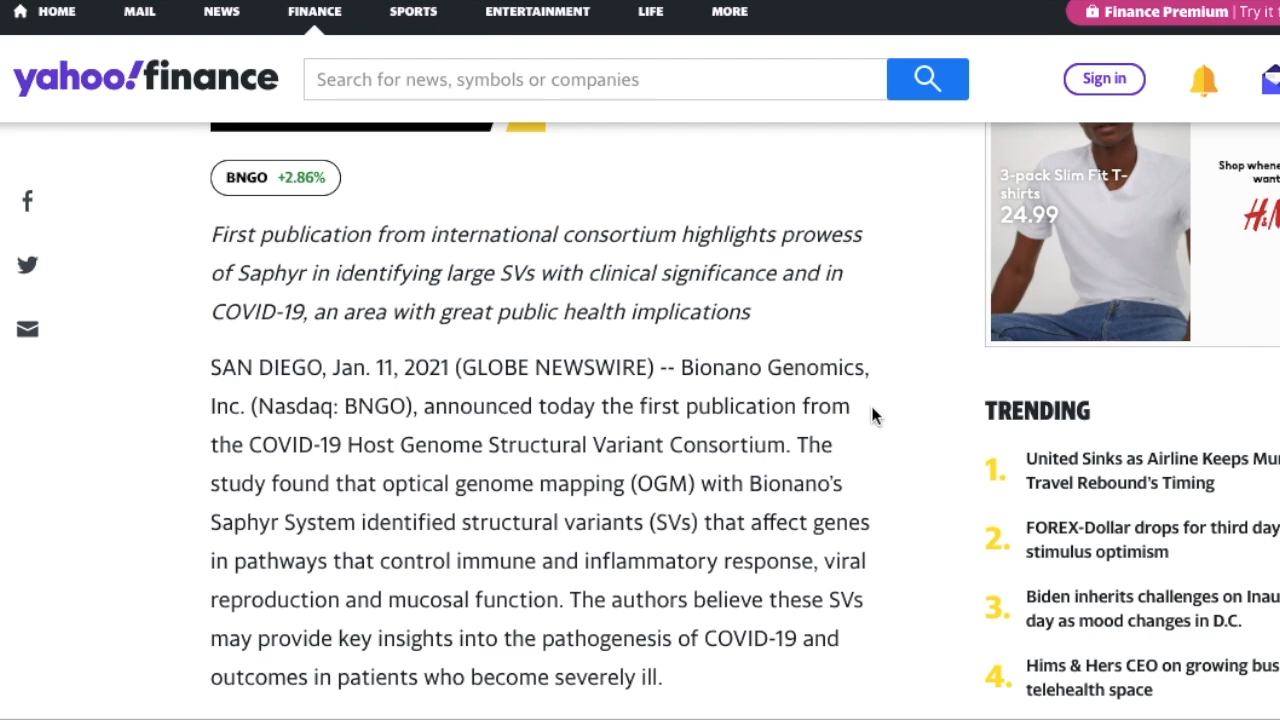 HOME MAIL NEWS FINANCE SPORTS ENTERTAINMENT LIFE MORE
Finance Premium | Try it
yahoo!finance
Search for news, symbols or companies
Sign in
BNGO +2.86%
First publication from international consortium highlights prowess
of Saphyr in identifying large SVs with clinical significance and in
COVID-19, an area with great public health implications
SAN DIEGO, Jan. 11, 2021 (GLOBE NEWSWIRE) -- Bionano Genomics,
Inc. (Nasdaq: BNGO), announced today the first publication from
the COVID-19 Host Genome Structural Variant Consortium. The
study found that optical genome mapping (OGM) with Bionano’s
Saphyr System identified structural variants (SVs) that affect genes
in pathways that control immune and inflammatory response, viral
reproduction and mucosal function. The authors believe these SVs
may provide key insights into the pathogenesis of COVID-19 and
outcomes in patients who become severely ill.
3-pack Slim Fit T-
shirts
24.99
Shop whene
want
H&M
TRENDING
1. United Sinks as Airline Keeps Mu
Travel Rebound's Timing
2. FOREX-Dollar drops for third day
stimulus optimism
3. Biden inherits challenges on Inau
day as mood changes in D.C.
4. Hims & Hers CEO on growing bus
telehealth space